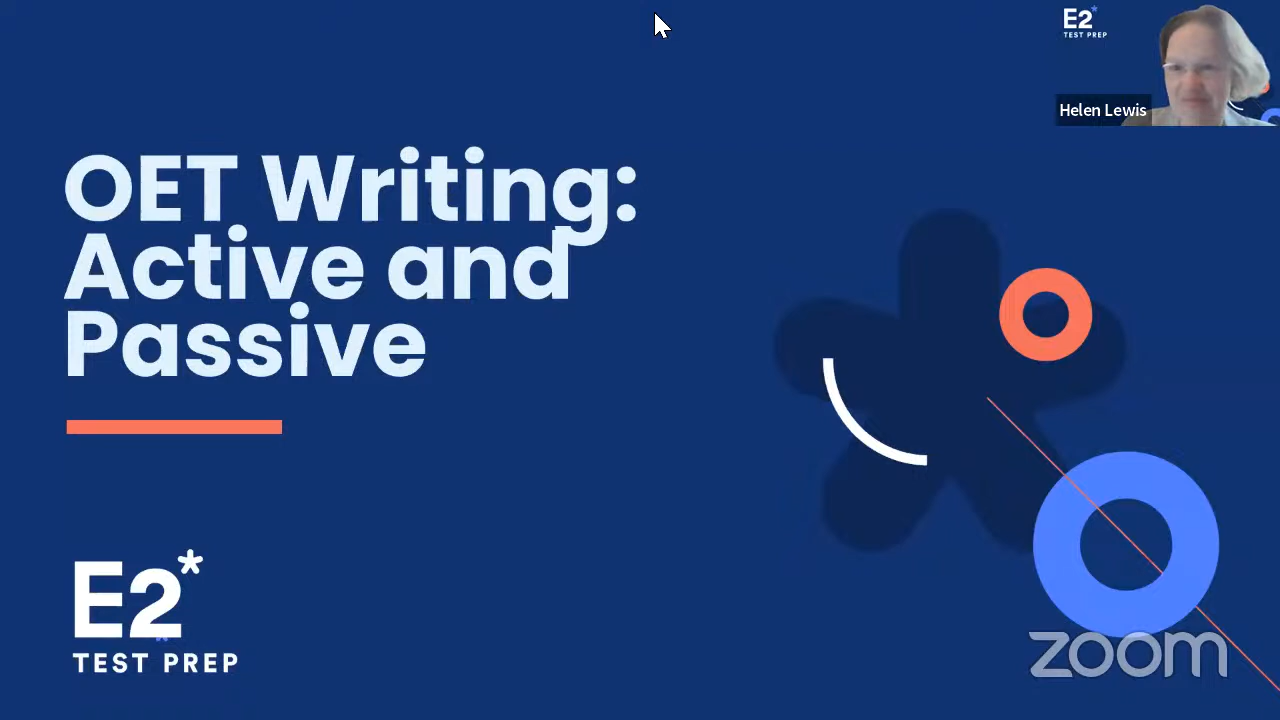 E2*
TEST PREP
Helen Lewis
OET Writing:
Active and
Passive
E2*
TEST PREP
zoom